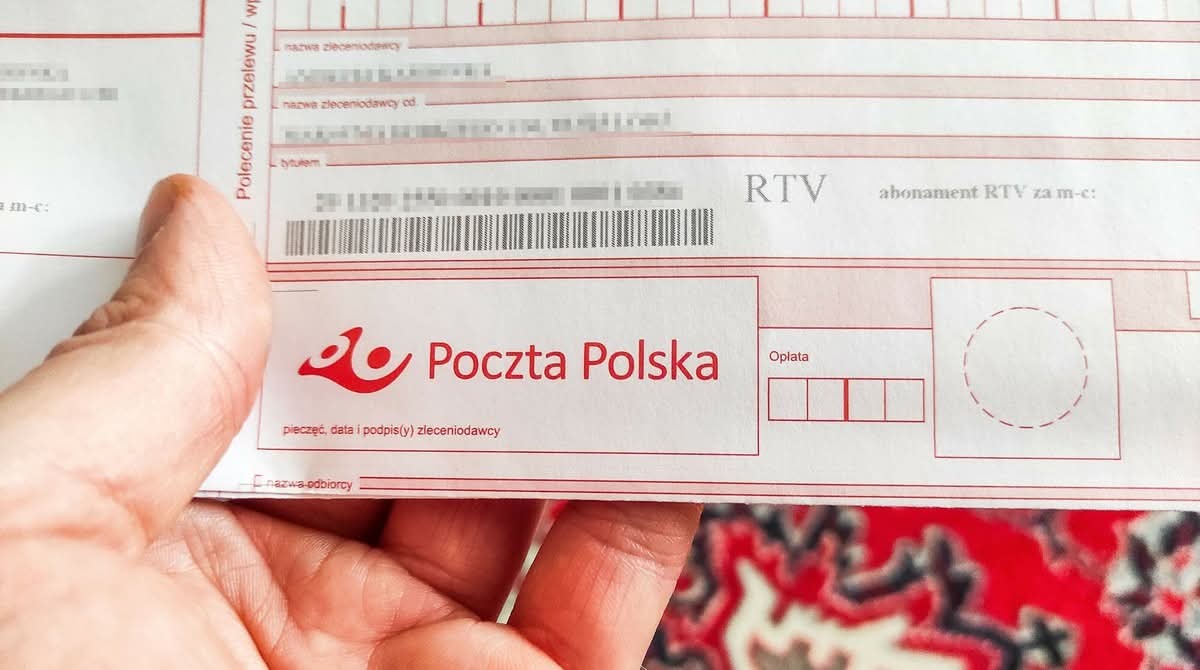 Polecenie przelewu /
nazwa zleceniodawcy
nazwa zleceniodawcy cd.
tytułem
m-c:
RTV
abonament RTV za m-c:
Poczta Polska
Opłata
pieczęć, data i podpis(y) zleceniodawcy
nazwa odbiorcy